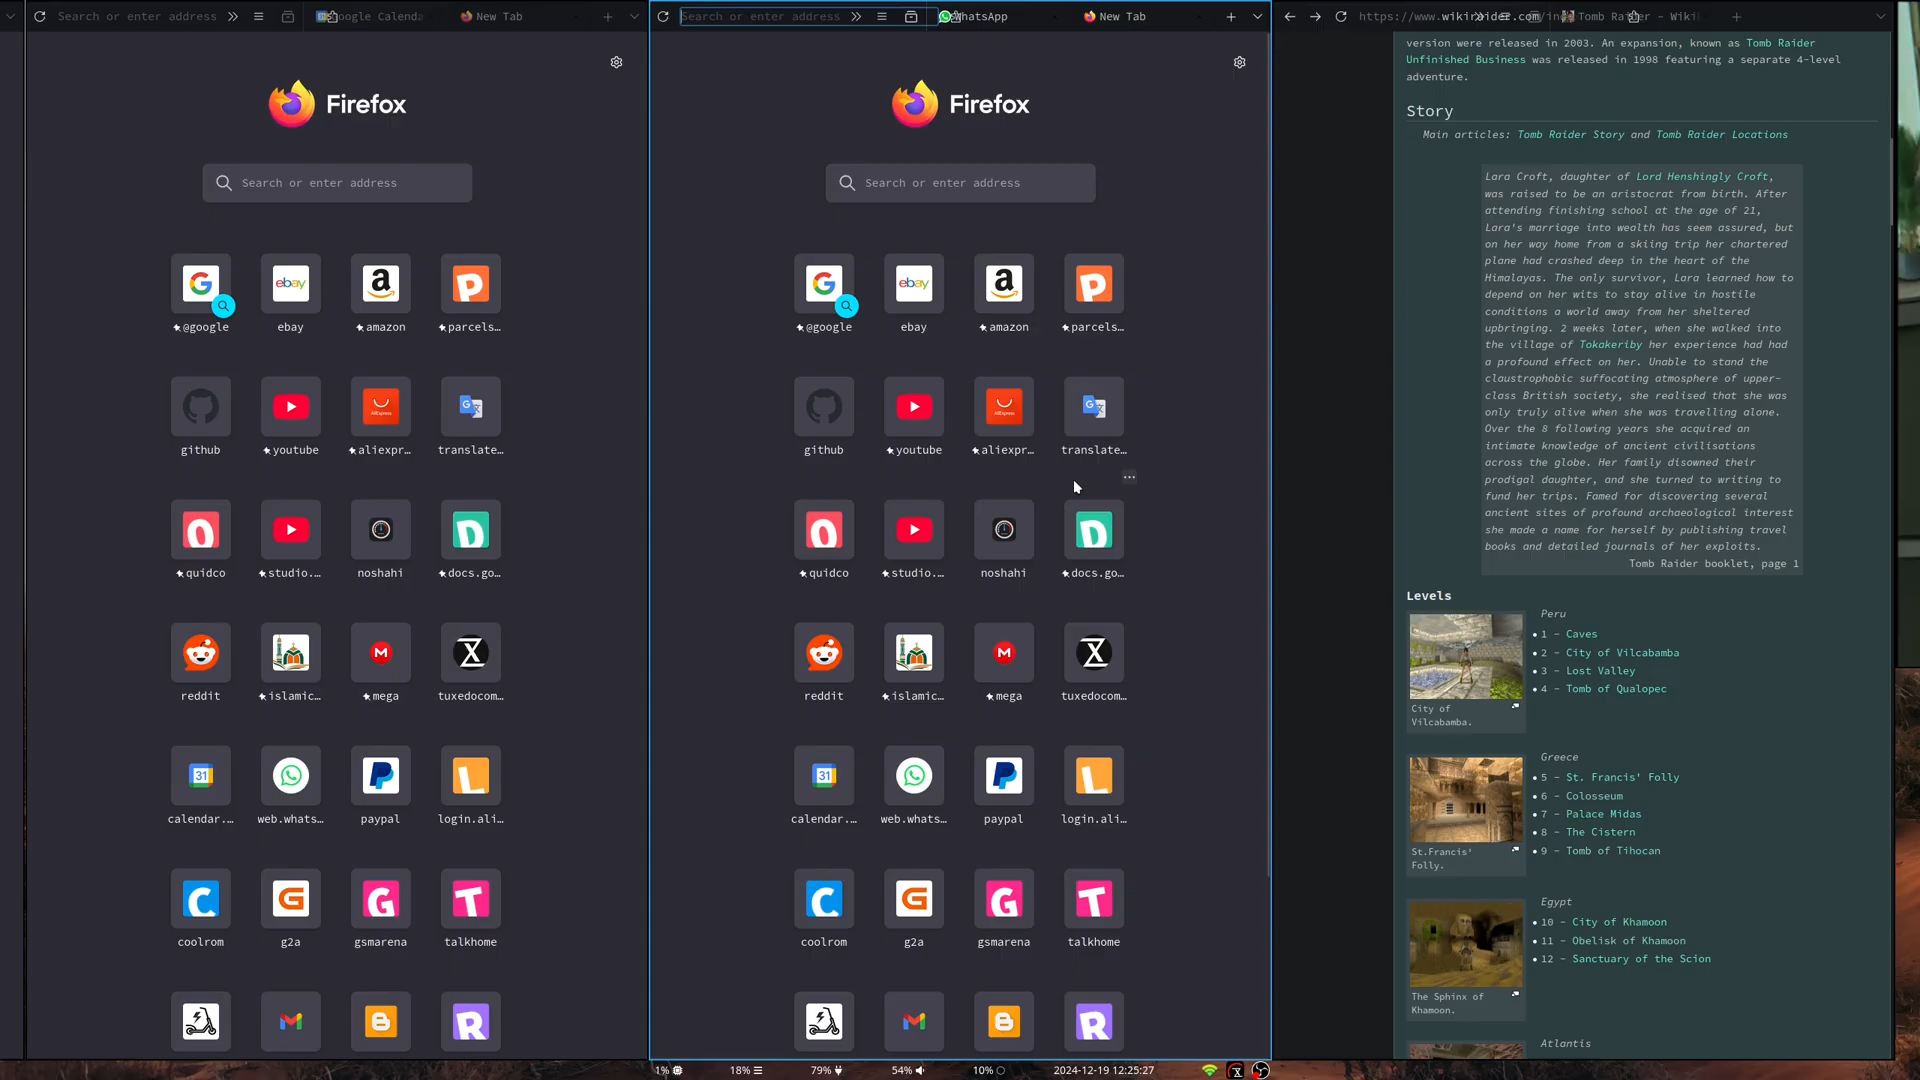 Search or enter address
Google Calenda
New Tab
Firefox
Search or enter address
@google
ebay
amazon
parcels…
github
youtube
aliexpr…
translate…
quidco
studio.…
noshahi
docs.go…
reddit
islamic…
mega
tuxedocom…
calendar.…
web.whats…
paypal
login.ali…
coolrom
g2a
gsmarena
talkhome
Search or enter address
WhatsApp
New Tab
Firefox
Search or enter address
@google
ebay
amazon
parcels…
github
youtube
aliexpr…
translate…
quidco
studio.…
noshahi
docs.go…
reddit
islamic…
mega
tuxedocom…
calendar.…
web.whats…
paypal
login.ali…
coolrom
g2a
gsmarena
talkhome
https://www.wikiraider.com/in
Tomb Raider – Wiki
version were released in 2003. An expansion, known as Tomb Raider
Unfinished Business was released in 1998 featuring a separate 4-level
adventure.
Story
Main articles: Tomb Raider Story and Tomb Raider Locations
Lara Croft, daughter of Lord Henshingly Croft,
was raised to be an aristocrat from birth. After
attending finishing school at the age of 21,
Lara's marriage into wealth has seem assured, but
on her way home from a skiing trip her chartered
plane had crashed deep in the heart of the
Himalayas. The only survivor, Lara learned how to
depend on her wits to stay alive in hostile
conditions a world away from her sheltered
upbringing. 2 weeks later, when she walked into
the village of Tokakeriby her experience had had
a profound effect on her. Unable to stand the
claustrophobic suffocating atmosphere of upper-
class British society, she realised that she was
only truly alive when she was travelling alone.
Over the 8 following years she acquired an
intimate knowledge of ancient civilisations
across the globe. Her family disowned their
prodigal daughter, and she turned to writing to
fund her trips. Famed for discovering several
ancient sites of profound archaeological interest
she made a name for herself by publishing travel
books and detailed journals of her exploits.
Tomb Raider booklet, page 1
Levels
City of
Vilcabamba.
Peru
• 1 - Caves
• 2 - City of Vilcabamba
• 3 - Lost Valley
• 4 - Tomb of Qualopec
St.Francis'
Folly.
Greece
• 5 - St. Francis' Folly
• 6 - Colosseum
• 7 - Palace Midas
• 8 - The Cistern
• 9 - Tomb of Tihocan
The Sphinx of
Khamoon.
Egypt
• 10 - City of Khamoon
• 11 - Obelisk of Khamoon
• 12 - Sanctuary of the Scion
Atlantis
1% 18% 79% 54% 10% 2024-12-19 12:25:27